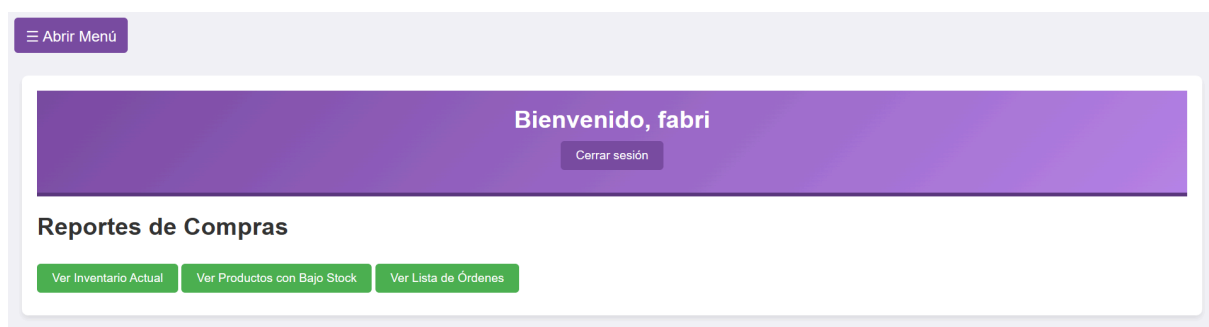 ☰ Abrir Menú
Bienvenido, fabri
Cerrar sesión
Reportes de Compras
Ver Inventario Actual Ver Productos con Bajo Stock Ver Lista de Órdenes